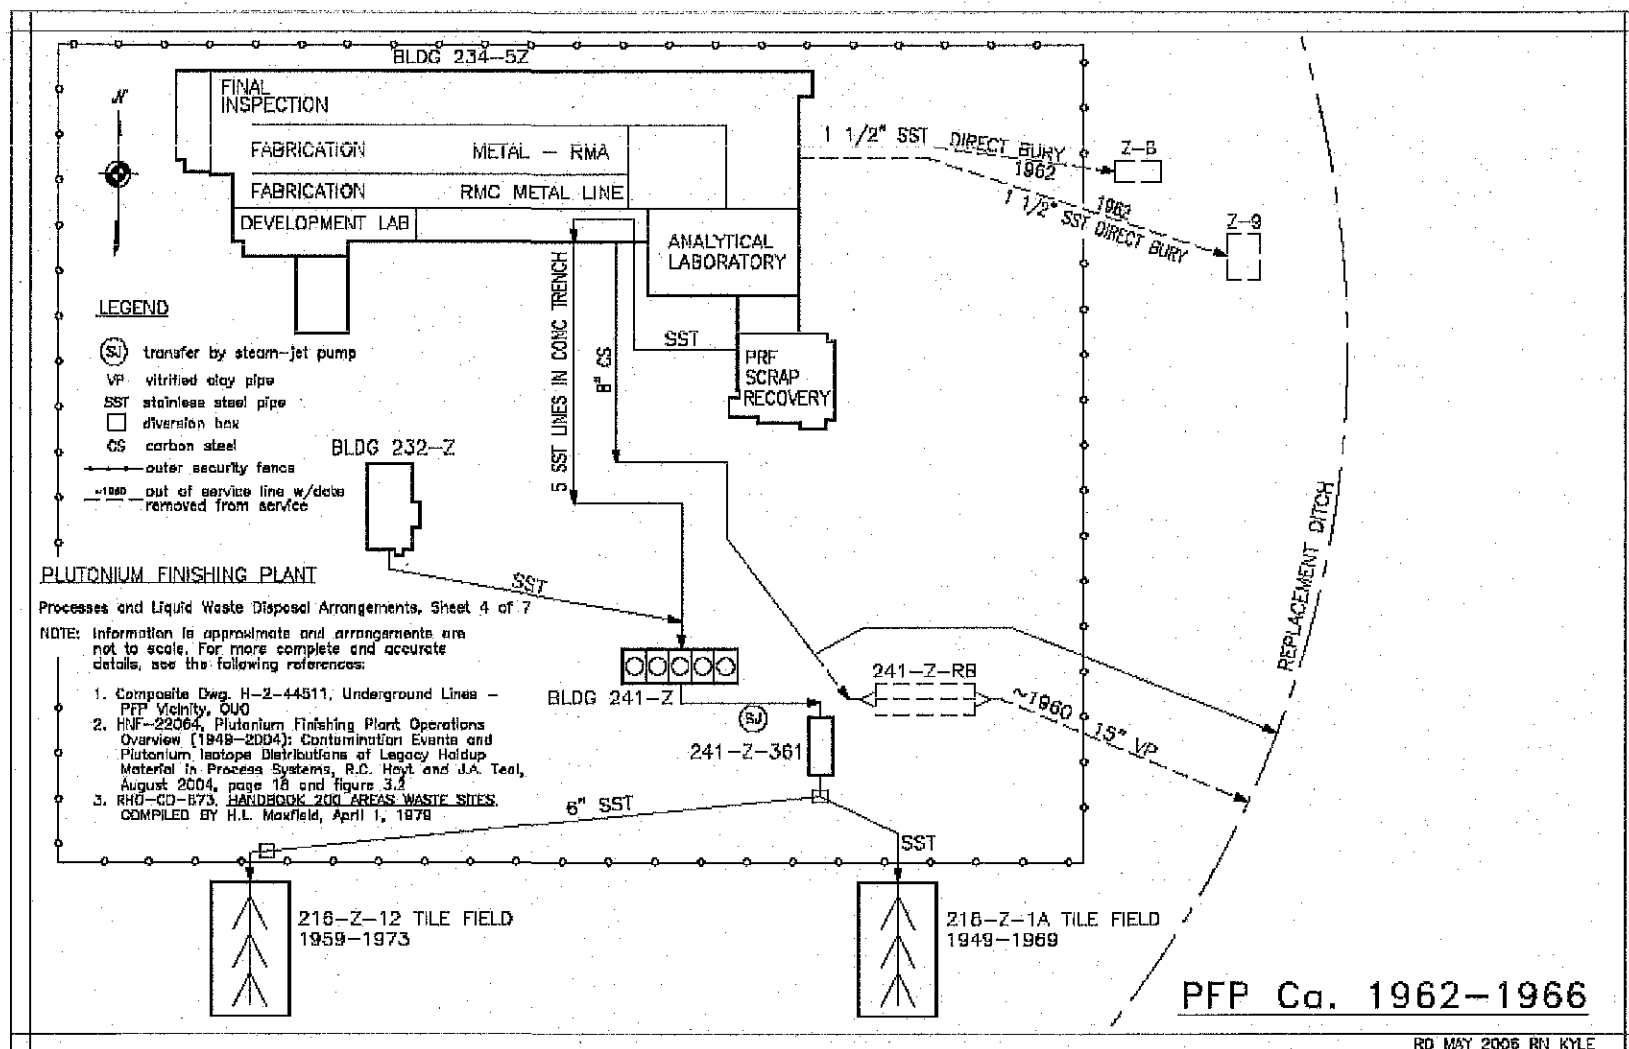 BLDG 234-5Z
N
FINAL
INSPECTION
FABRICATION METAL - RMA
FABRICATION RMC METAL LINE
DEVELOPMENT LAB
ANALYTICAL
LABORATORY
1 1/2" SST DIRECT BURY
1962
Z-8
1962
1 1/2" SST DIRECT BURY
Z-9
LEGEND
SJ transfer by steam-jet pump
VP vitrified clay pipe
SST stainless steel pipe
diversion box
CS carbon steel
outer security fence
~1960 out of service line w/date
removed from service
5 SST LINES IN CONC TRENCH
8" CS
SST
PRF
SCRAP
RECOVERY
BLDG 232-Z
SST
REPLACEMENT DITCH
PLUTONIUM FINISHING PLANT
Processes and Liquid Waste Disposal Arrangements, Sheet 4 of 7
NOTE: Information is approximate and arrangements are
not to scale. For more complete and accurate
details, see the following references:
1. Composite Dwg. H-2-44511, Underground Lines -
PFP Vicinity, OUO
2. HNF-22064, Plutonium Finishing Plant Operations
Overview (1949-2004): Contamination Events and
Plutonium Isotope Distributions of Legacy Holdup
Material in Process Systems, R.C. Hoyt and J.A. Teal,
August 2004, page 18 and figure 3.2
3. RHO-CD-673, HANDBOOK 200 AREAS WASTE SITES,
COMPILED BY H.L. Maxfield, April 1, 1979
BLDG 241-Z
SJ
241-Z-361
241-Z-RB
~1960 15" VP
6" SST
SST
216-Z-12 TILE FIELD
1959-1973
216-Z-1A TILE FIELD
1949-1969
PFP Ca. 1962-1966
RD MAY 2006 RN KYLE